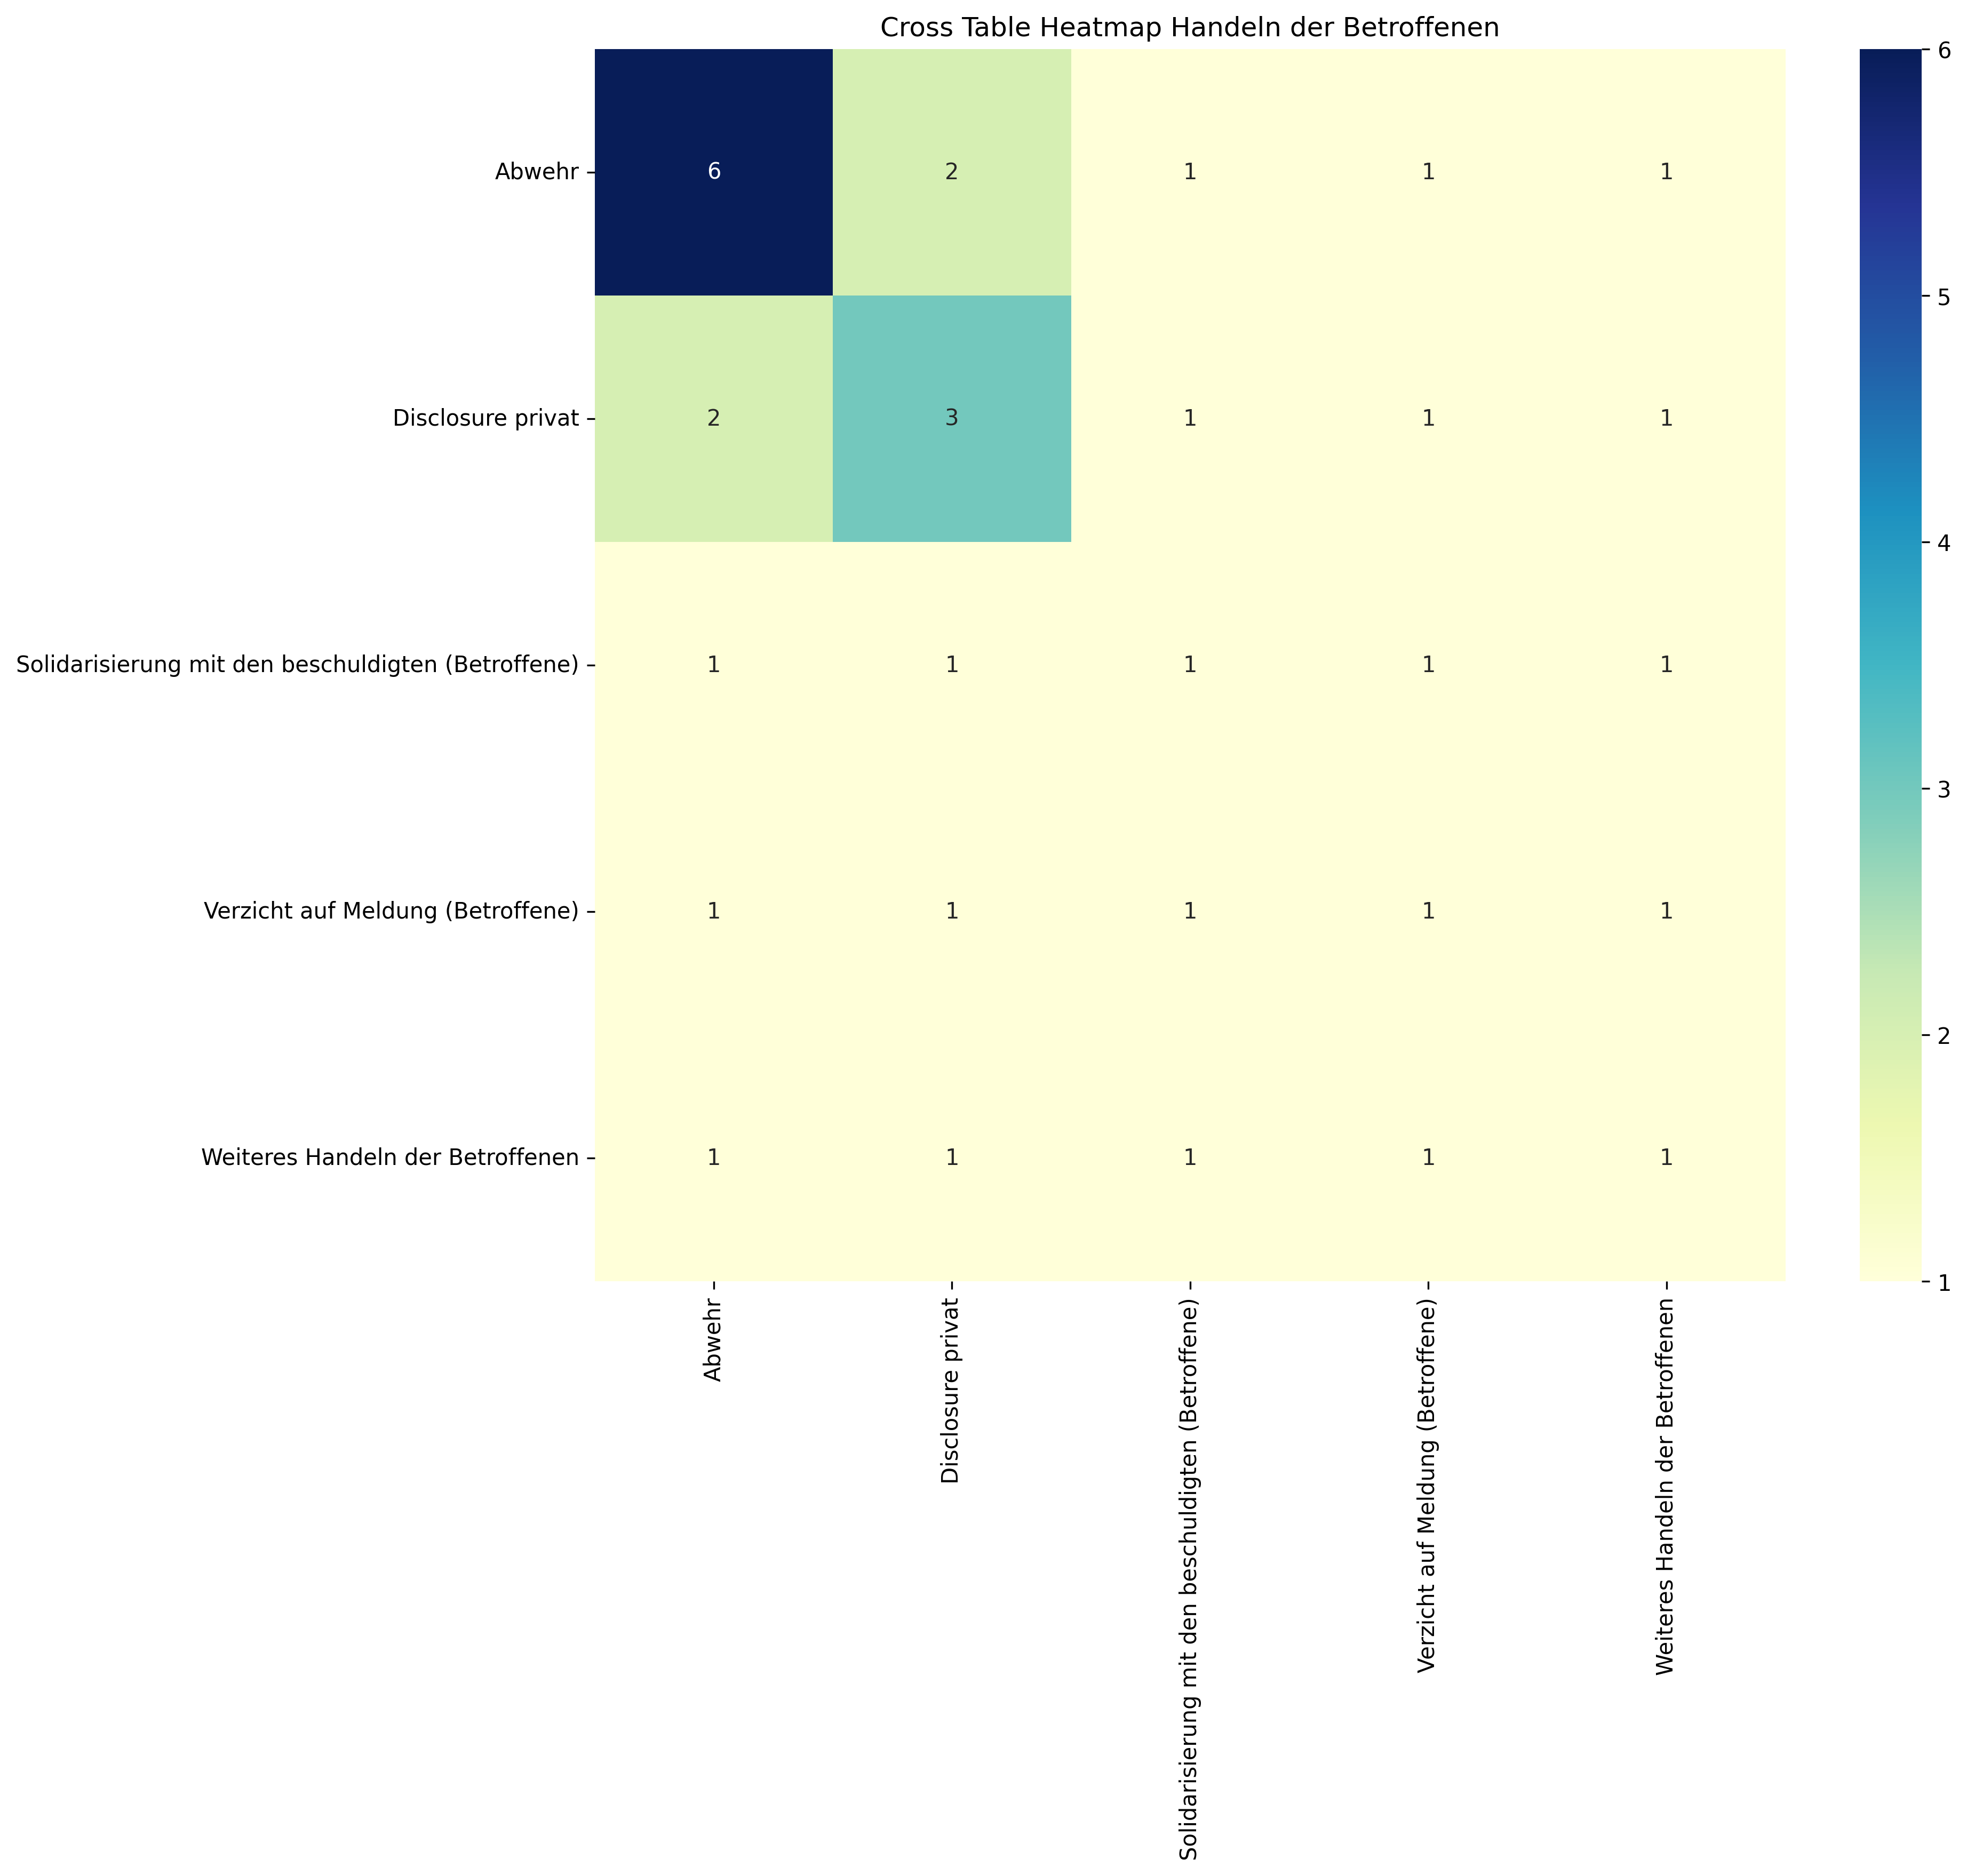 Cross Table Heatmap Handeln der Betroffenen
Abwehr 6 2 1 1 1
Disclosure privat 2 3 1 1 1
Solidarisierung mit den beschuldigten (Betroffene) 1 1 1 1 1
Verzicht auf Meldung (Betroffene) 1 1 1 1 1
Weiteres Handeln der Betroffenen 1 1 1 1 1
Abwehr
Disclosure privat
Solidarisierung mit den beschuldigten (Betroffene)
Verzicht auf Meldung (Betroffene)
Weiteres Handeln der Betroffenen
6
5
4
3
2
1